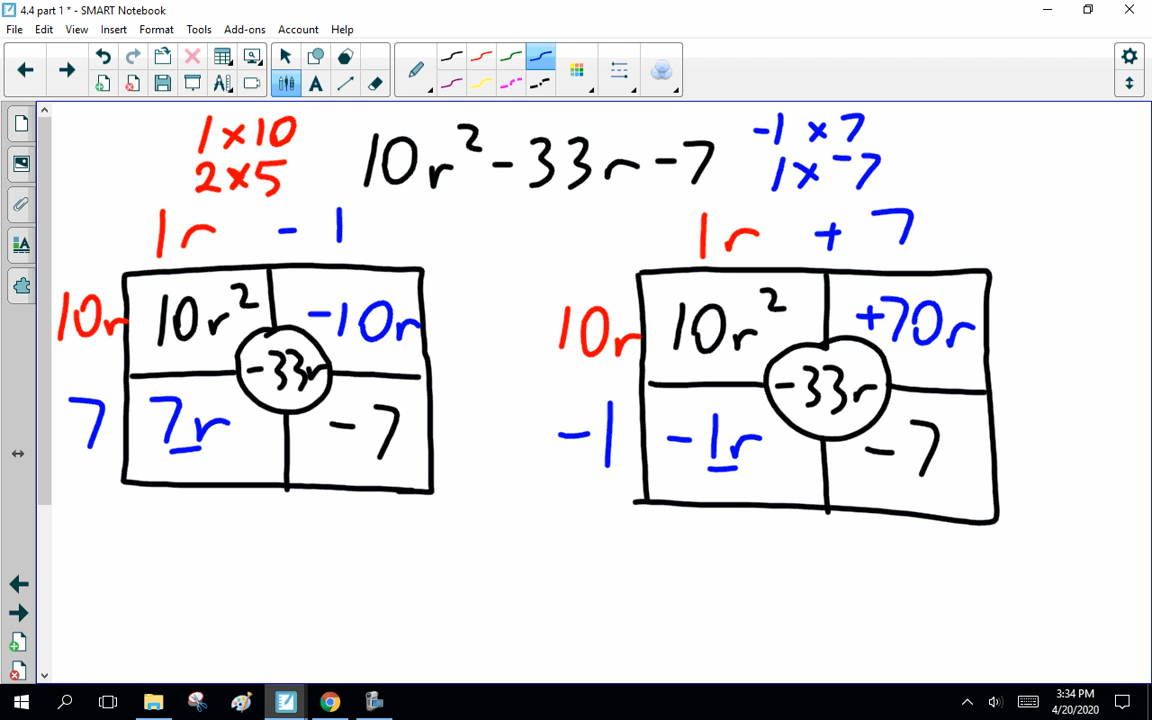 4.4 part 1 * - SMART Notebook
File Edit View Insert Format Tools Add-ons Account Help
1 x 10
2 x 5
10r² - 33r - 7
-1 x 7
1 x -7
1r - 1
10r 10r² -10r
-33r
7 7r -7
1r + 7
10r 10r² +70r
-33r
-1 -1r -7
3:34 PM
4/20/2020